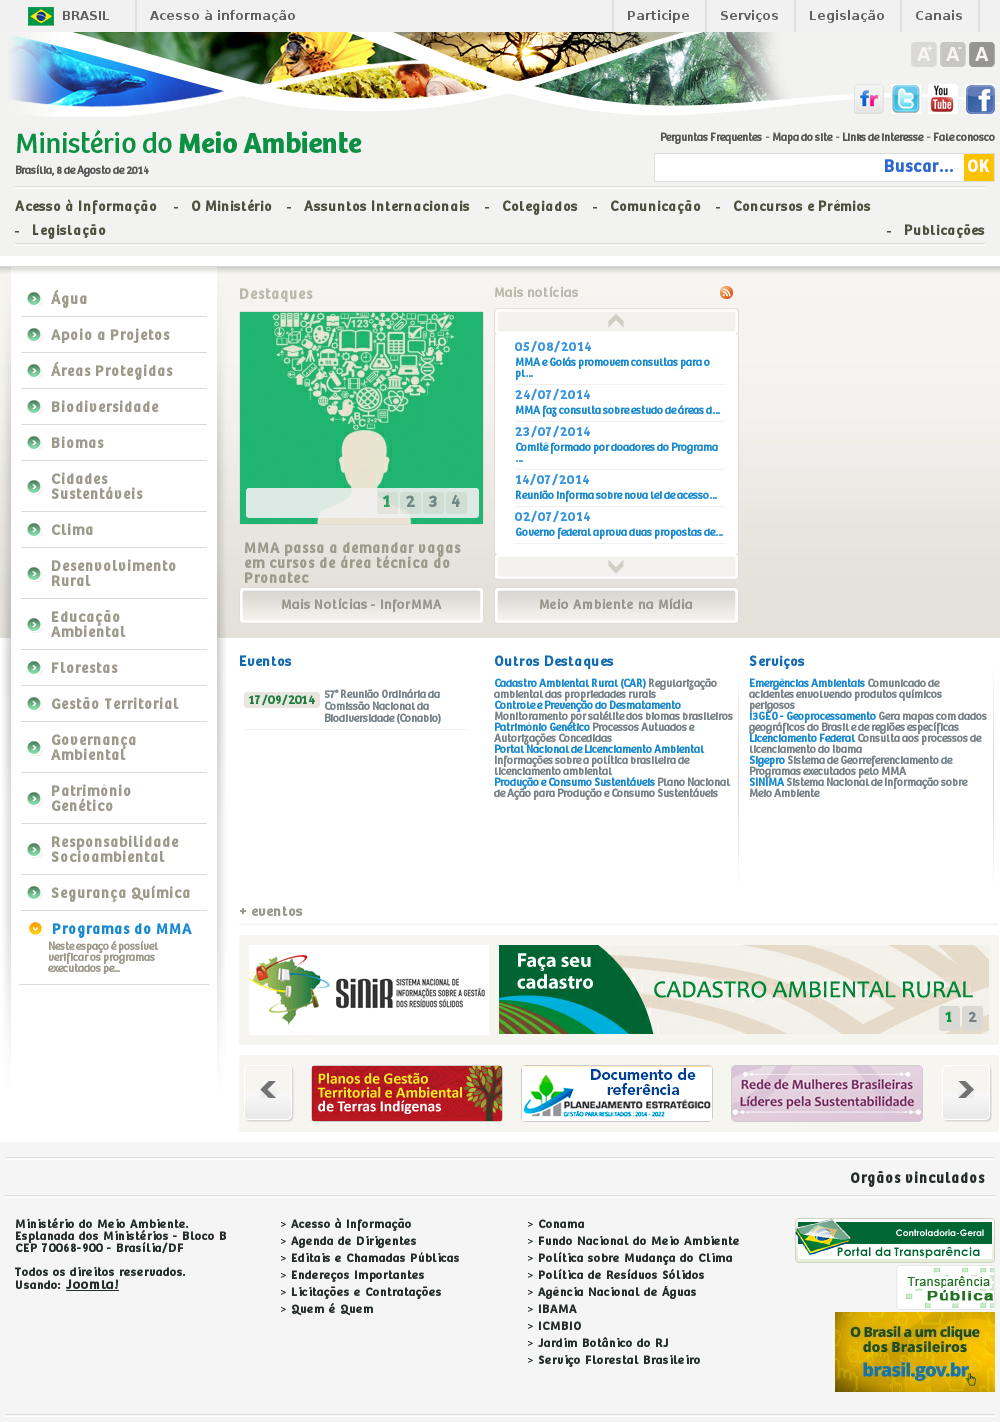 BRASIL
Acesso à informação
Participe
Serviços
Legislação
Canais
A+ A- A
fr
You Tube
f
Ministério do Meio Ambiente
Brasília, 8 de Agosto de 2014
Perguntas Frequentes - Mapa do site - Links de interesse - Fale conosco
Buscar... OK
Acesso à Informação - O Ministério - Assuntos Internacionais - Colegiados - Comunicação - Concursos e Prêmios
- Legislação - Publicações
Água
Apoio a Projetos
Áreas Protegidas
Biodiversidade
Biomas
Cidades
Sustentáveis
Clima
Desenvolvimento
Rural
Educação
Ambiental
Florestas
Gestão Territorial
Governança
Ambiental
Patrimônio
Genético
Responsabilidade
Socioambiental
Segurança Química
Programas do MMA
Neste espaço é possível
verificar os programas
executados pe...
Destaques
1 2 3 4
MMA passa a demandar vagas
em cursos de área técnica do
Pronatec
Mais Notícias - InforMMA
Mais notícias
05/08/2014
MMA e Goiás promovem consultas para o
pl...
24/07/2014
MMA faz consulta sobre estudo de áreas d...
23/07/2014
Comitê formado por doadores do Programa
...
14/07/2014
Reunião informa sobre nova lei de acesso...
02/07/2014
Governo federal aprova duas propostas de...
Meio Ambiente na Mídia
Eventos
17/09/2014
57ª Reunião Ordinária da
Comissão Nacional da
Biodiversidade (Conabio)
+ eventos
Outros Destaques
Cadastro Ambiental Rural (CAR) Regularização
ambiental das propriedades rurais
Controle e Prevenção do Desmatamento
Monitoramento por satélite dos biomas brasileiros
Patrimônio Genético Processos Autuados e
Autorizações Concedidas
Portal Nacional de Licenciamento Ambiental
Informações sobre a política brasileira de
licenciamento ambiental
Produção e Consumo Sustentáveis Plano Nacional
de Ação para Produção e Consumo Sustentáveis
Serviços
Emergências Ambientais Comunicado de
acidentes envolvendo produtos químicos
perigosos
I3GEO - Geoprocessamento Gera mapas com dados
geográficos do Brasil e de regiões específicas
Licenciamento Federal Consulta aos processos de
licenciamento do Ibama
Sigepro Sistema de Georreferenciamento de
Programas executados pelo MMA
SINIMA Sistema Nacional de Informação sobre
Meio Ambiente
SINIR
SISTEMA NACIONAL DE
INFORMAÇÕES SOBRE A GESTÃO
DOS RESÍDUOS SÓLIDOS
Faça seu
cadastro
CADASTRO AMBIENTAL RURAL
1 2
Planos de Gestão
Territorial e Ambiental
de Terras Indígenas
Documento de
referência
PLANEJAMENTO ESTRATÉGICO
GESTÃO PARA RESULTADOS | 2014 - 2022
Rede de Mulheres Brasileiras
Líderes pela Sustentabilidade
Orgãos vinculados
Ministério do Meio Ambiente.
Esplanada dos Ministérios - Bloco B
CEP 70068-900 - Brasília/DF
Todos os direitos reservados.
Usando: Joomla!
> Acesso à Informação
> Agenda de Dirigentes
> Editais e Chamadas Públicas
> Endereços Importantes
> Licitações e Contratações
> Quem é Quem
> Conama
> Fundo Nacional do Meio Ambiente
> Política sobre Mudança do Clima
> Política de Resíduos Sólidos
> Agência Nacional de Águas
> IBAMA
> ICMBIO
> Jardim Botânico do RJ
> Serviço Florestal Brasileiro
Controladoria-Geral
Portal da Transparência
Transparência
Pública
O Brasil a um clique
dos Brasileiros
brasil.gov.br